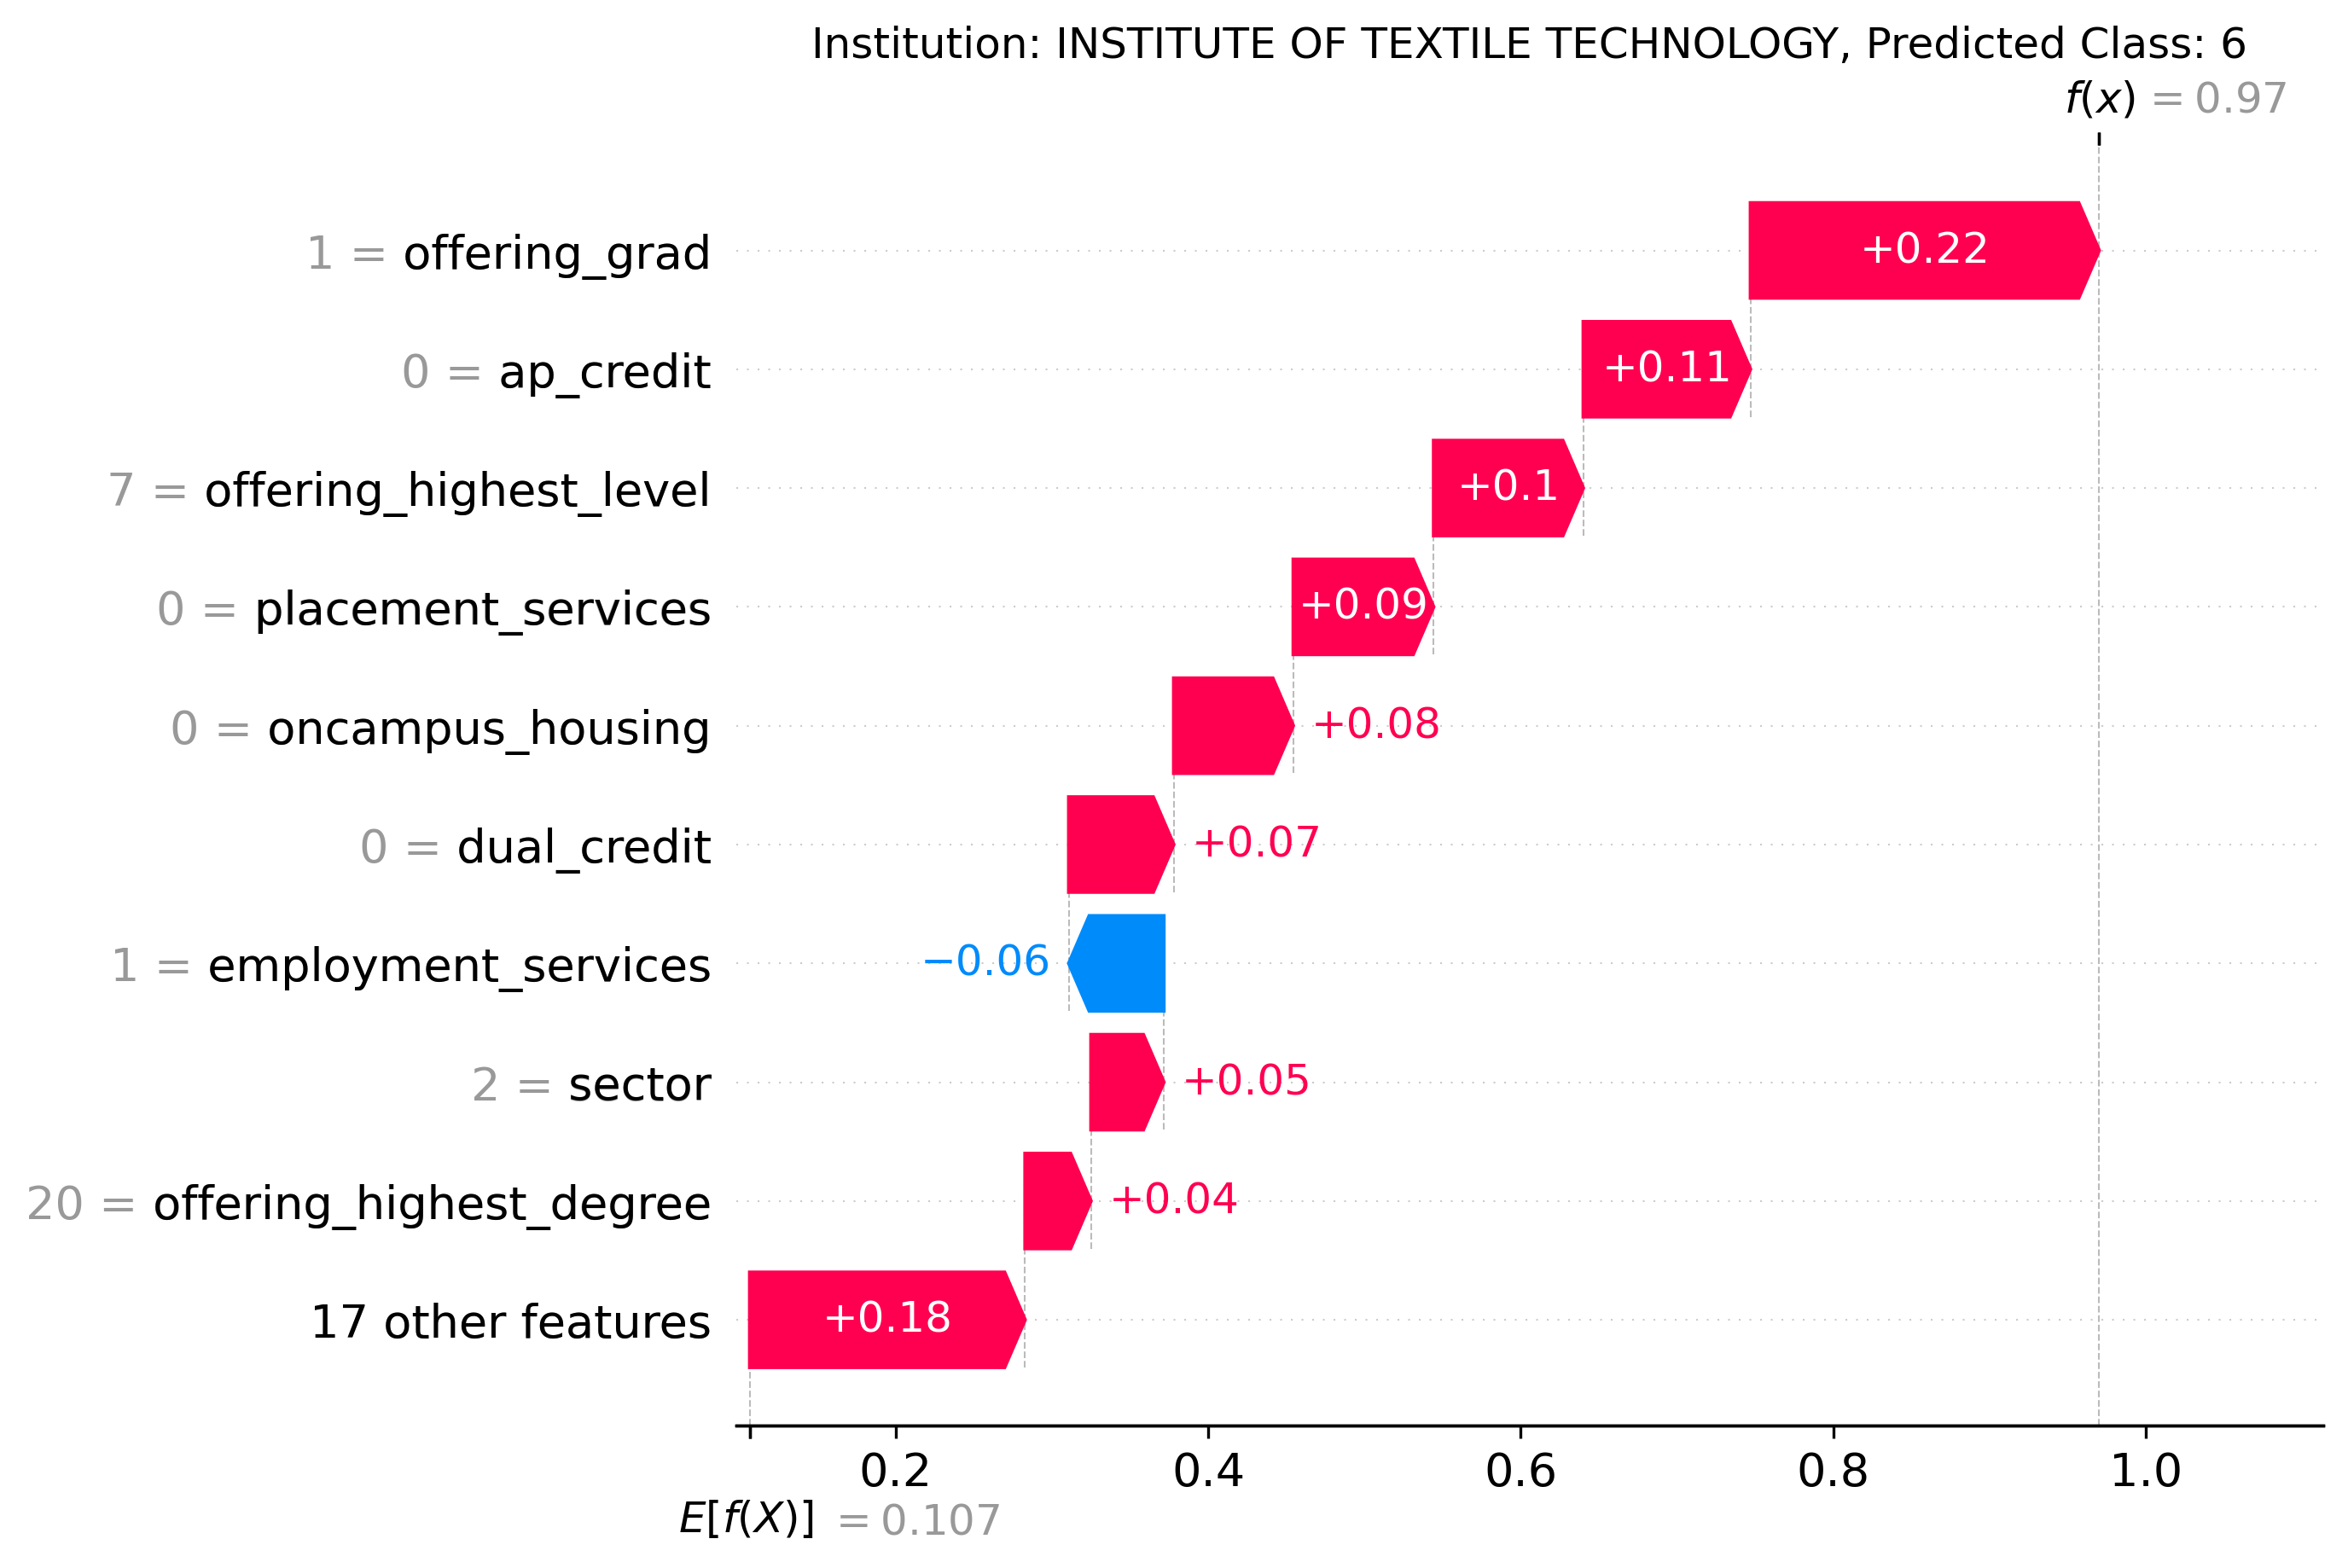 Institution: INSTITUTE OF TEXTILE TECHNOLOGY, Predicted Class: 6
f(x) = 0.97
1 = offering_grad +0.22
0 = ap_credit +0.11
7 = offering_highest_level +0.1
0 = placement_services +0.09
0 = oncampus_housing +0.08
0 = dual_credit +0.07
1 = employment_services −0.06
2 = sector +0.05
20 = offering_highest_degree +0.04
17 other features +0.18
0.2 0.4 0.6 0.8 1.0
E[f(X)] = 0.107